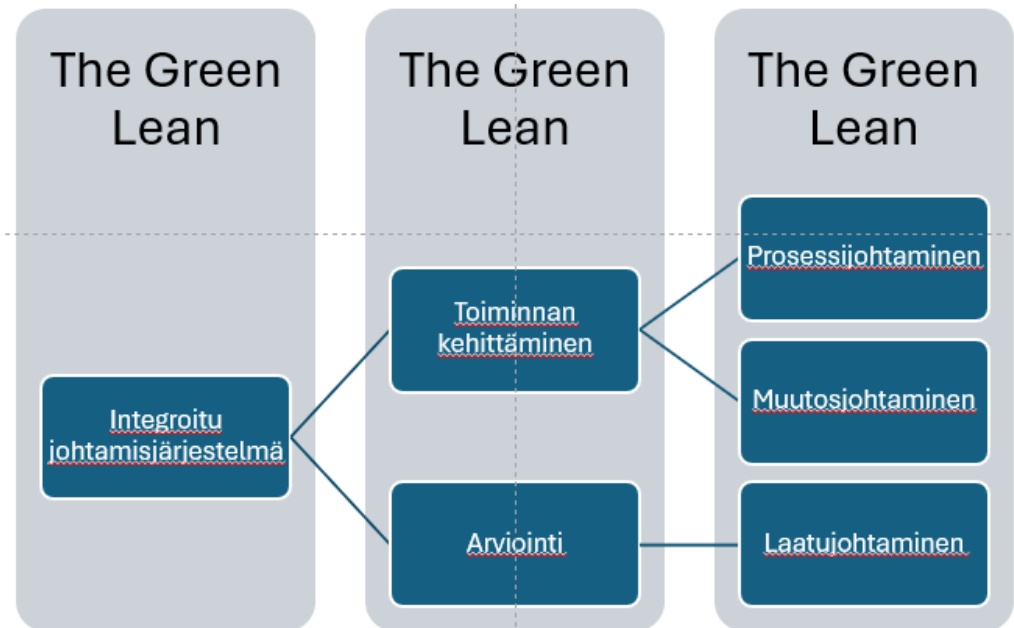 The Green
Lean
The Green
Lean
The Green
Lean
Integroitu
johtamisjärjestelmä
Toiminnan
kehittäminen
Arviointi
Prosessijohtaminen
Muutosjohtaminen
Laatujohtaminen